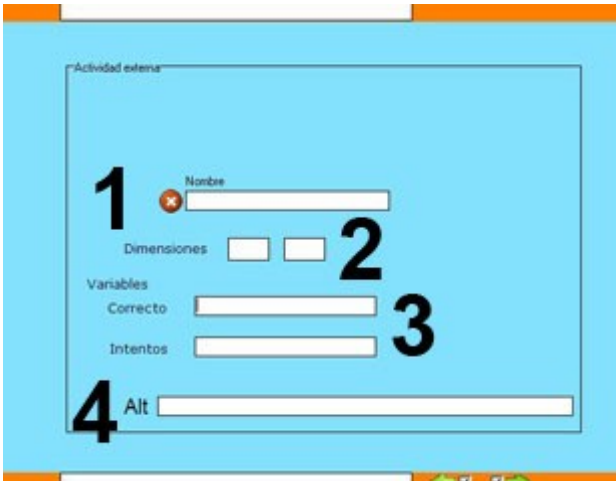 Actividad externa
1
Nombre
Dimensiones
2
Variables
Correcto
3
Intentos
4
Alt